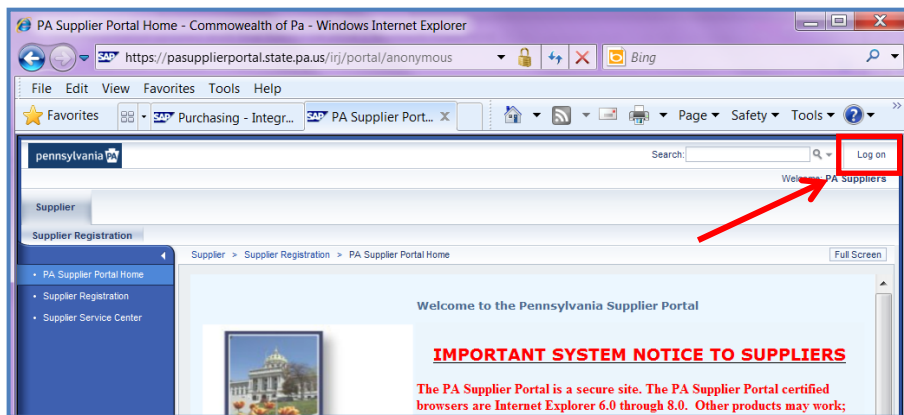 PA Supplier Portal Home - Commowealth of Pa - Windows Internet Explorer
SAP https://pasupplierportal.state.pa.us/irj/portal/anonymous Bing
File Edit View Favorites Tools Help
Favorites SAP Purchasing - Integr... SAP PA Supplier Port... X Page Safety Tools »
pennsylvania PA Search: Log on
Welcome: PA Suppliers
Supplier
Supplier Registration
Supplier > Supplier Registration > PA Supplier Portal Home Full Screen
• PA Supplier Portal Home
• Supplier Registration
• Supplier Service Center
Welcome to the Pennsylvania Supplier Portal
IMPORTANT SYSTEM NOTICE TO SUPPLIERS
The PA Supplier Portal is a secure site. The PA Supplier Portal certified
browsers are Internet Explorer 6.0 through 8.0. Other products may work;